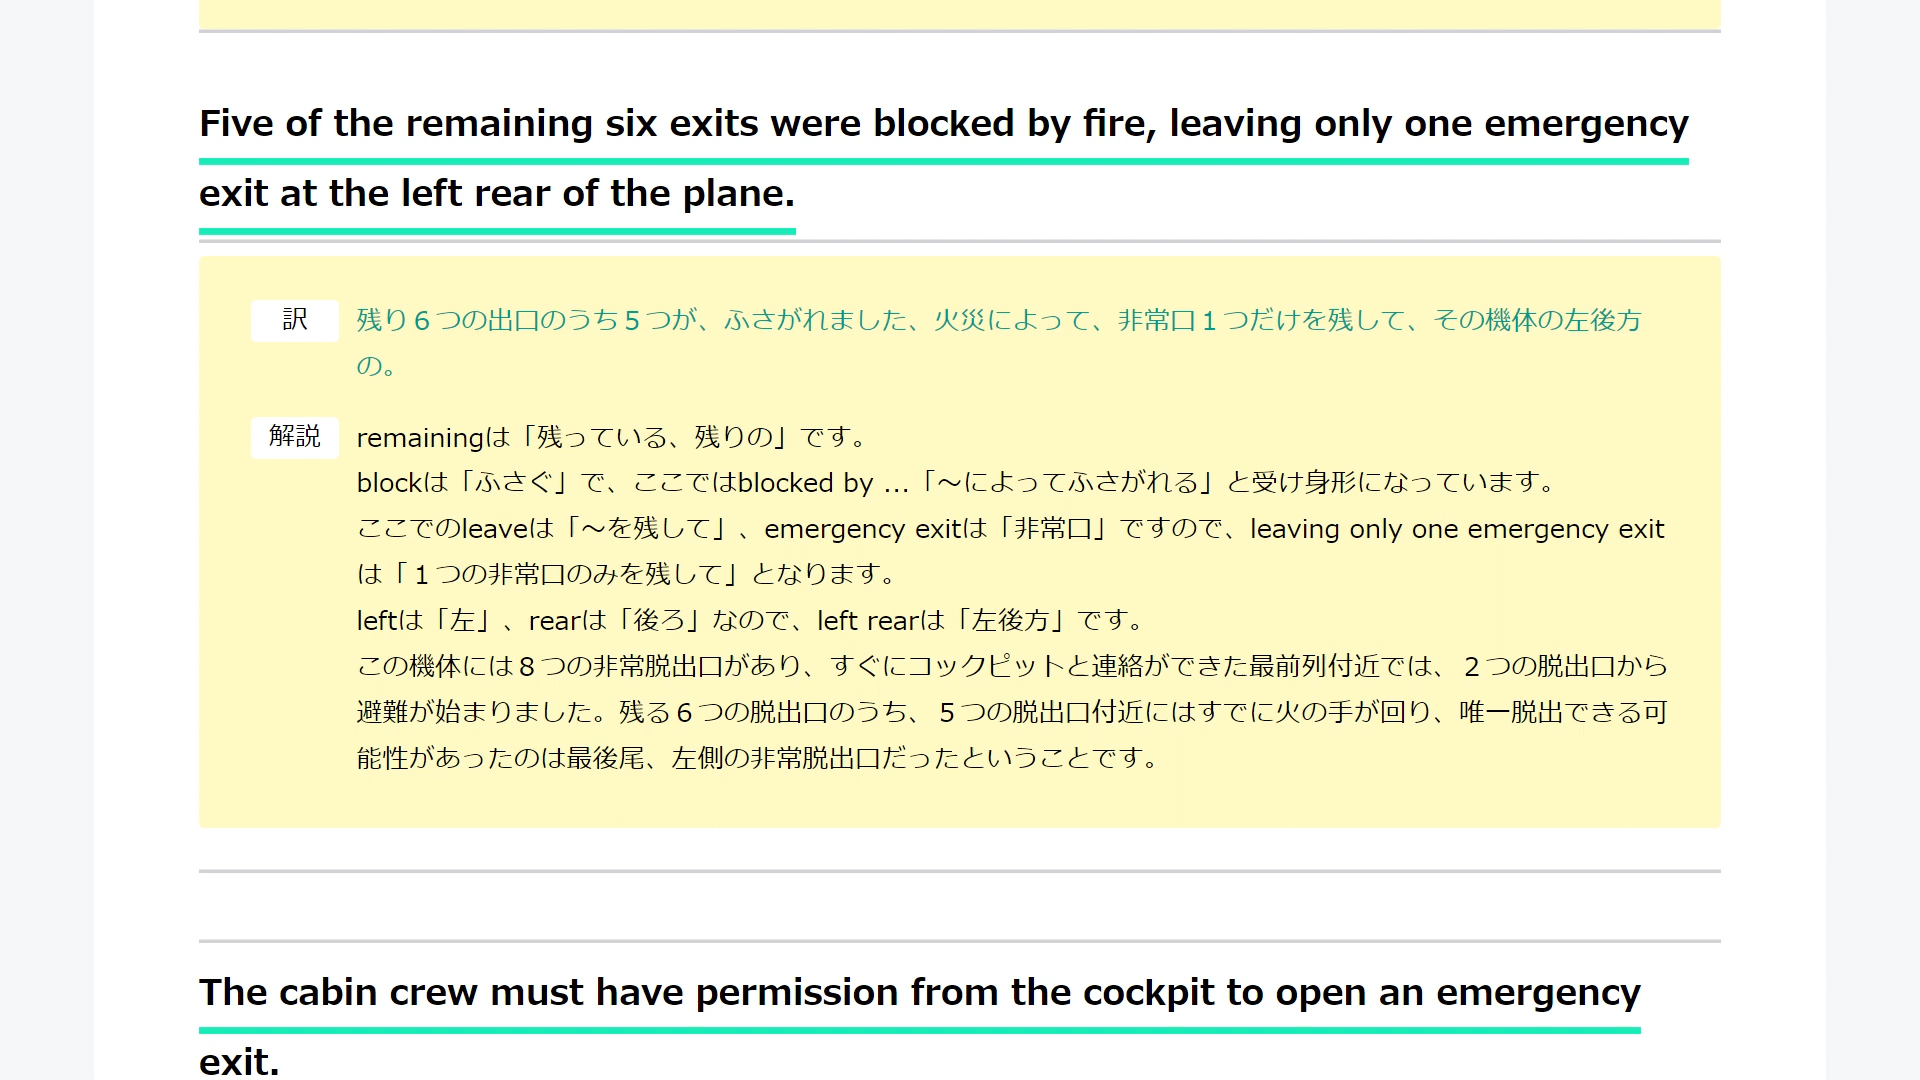 Five of the remaining six exits were blocked by fire, leaving only one emergency
exit at the left rear of the plane.
訳
残り６つの出口のうち５つが、ふさがれました、火災によって、非常口１つだけを残して、その機体の左後方
の。
解説
remainingは「残っている、残りの」です。
blockは「ふさぐ」で、ここではblocked by ...「～によってふさがれる」と受け身形になっています。
ここでのleaveは「～を残して」、emergency exitは「非常口」ですので、leaving only one emergency exit
は「１つの非常口のみを残して」となります。
leftは「左」、rearは「後ろ」なので、left rearは「左後方」です。
この機体には８つの非常脱出口があり、すぐにコックピットと連絡ができた最前列付近では、２つの脱出口から
避難が始まりました。残る６つの脱出口のうち、５つの脱出口付近にはすでに火の手が回り、唯一脱出できる可
能性があったのは最後尾、左側の非常脱出口だったということです。
The cabin crew must have permission from the cockpit to open an emergency
exit.